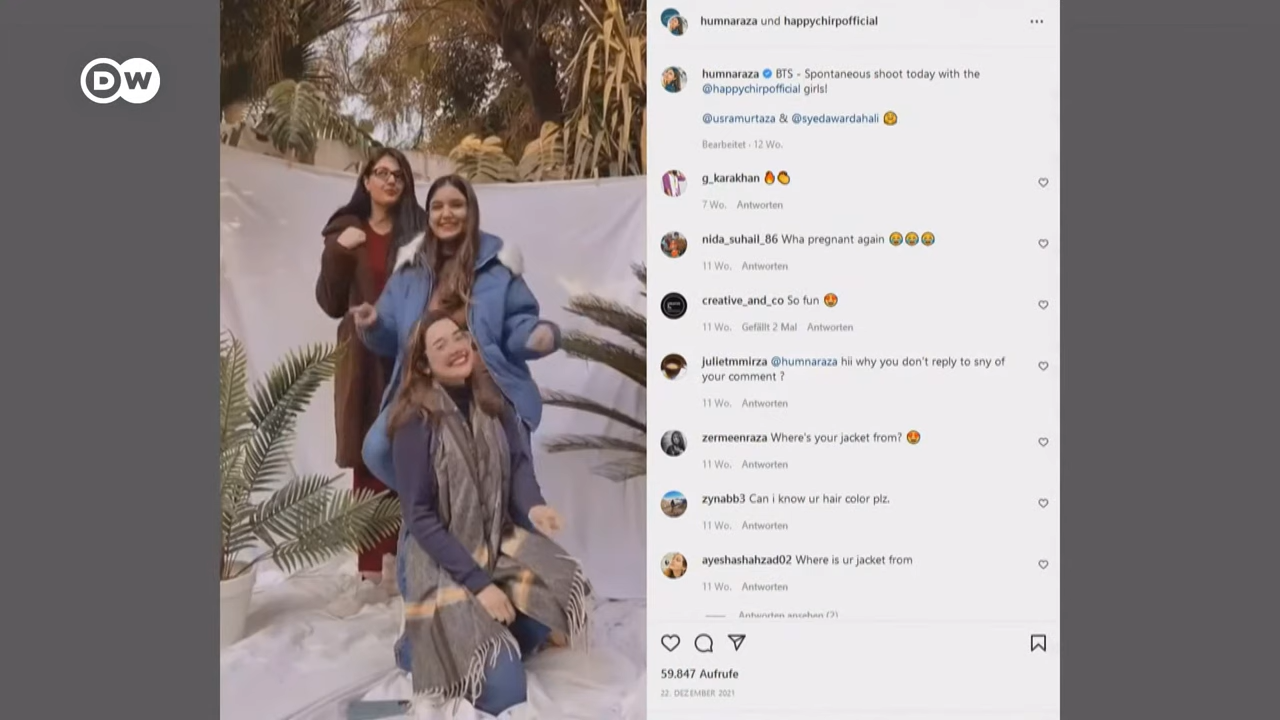 DW
humnaraza und happychirpofficial
humnaraza BTS - Spontaneous shoot today with the
@happychirpofficial girls!
@usramurtaza & @syedawardahali 🥲
Bearbeitet · 12 Wo.
g_karakhan 🔥👏
7 Wo. Antworten
nida_suhail_86 Wha pregnant again 😂😂😂
11 Wo. Antworten
creative_and_co So fun 😍
11 Wo. Gefällt 2 Mal Antworten
julietmmirza @humnaraza hii why you don't reply to sny of
your comment ?
11 Wo. Antworten
zermeenraza Where's your jacket from? 😍
11 Wo. Antworten
zynabb3 Can i know ur hair color plz.
11 Wo. Antworten
ayeshashahzad02 Where is ur jacket from
11 Wo. Antworten
Antworten ansehen (2)
59.847 Aufrufe
22. DEZEMBER 2021